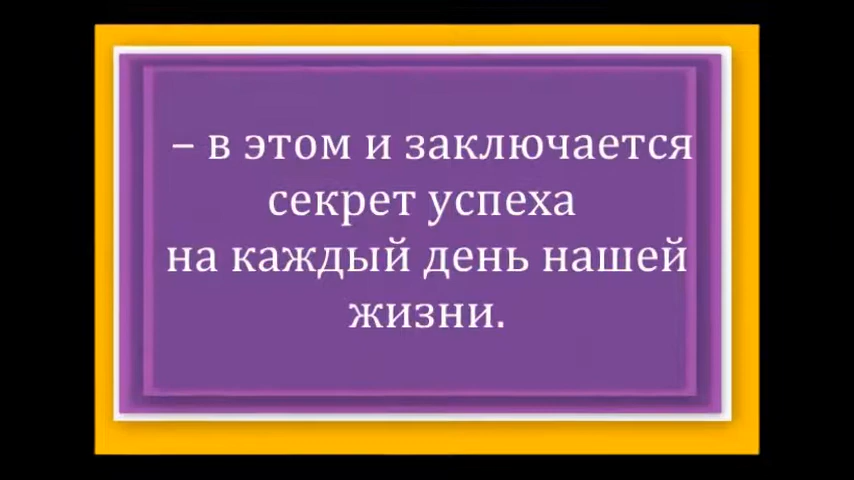 – в этом и заключается
секрет успеха
на каждый день нашей
жизни.